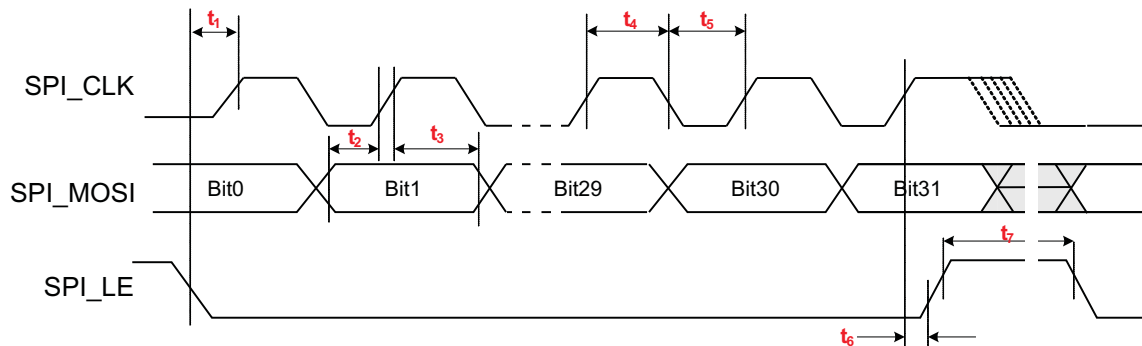 t1
t4
t5
SPI_CLK
t2
t3
SPI_MOSI
Bit0
Bit1
Bit29
Bit30
Bit31
t7
SPI_LE
t6